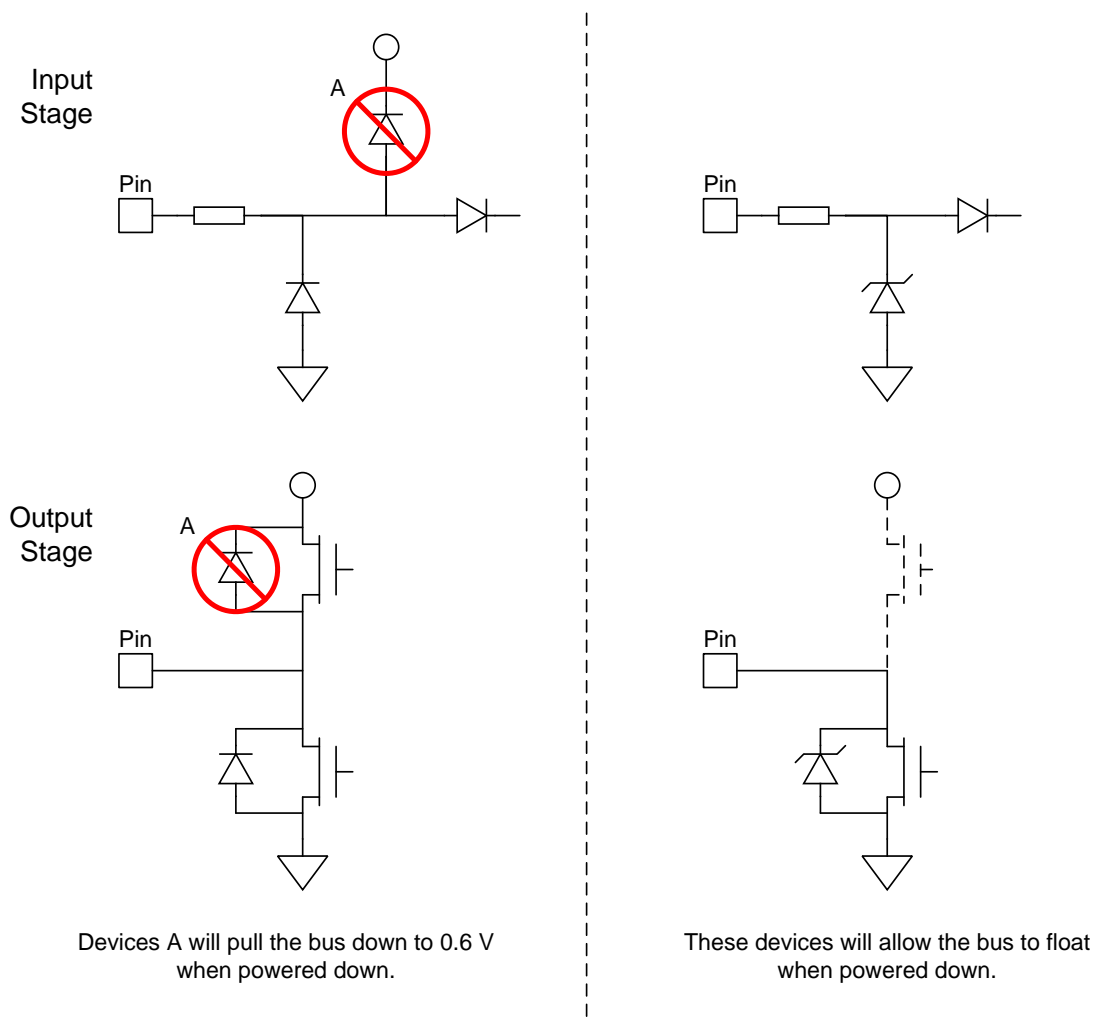 Input
Stage
A
Pin
Pin
Output
Stage
A
Pin
Pin
Devices A will pull the bus down to 0.6 V
when powered down.
These devices will allow the bus to float
when powered down.